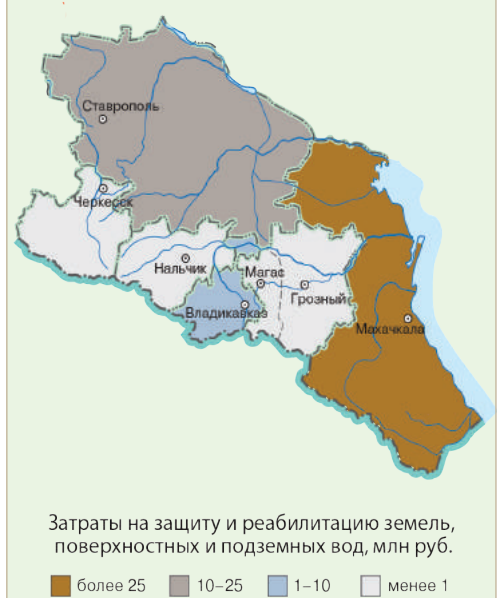 Ставрополь
Черкесск
Нальчик
Магас
Грозный
Владикавказ
Махачкала
Затраты на защиту и реабилитацию земель,
поверхностных и подземных вод, млн руб.
более 25 10–25 1–10 менее 1